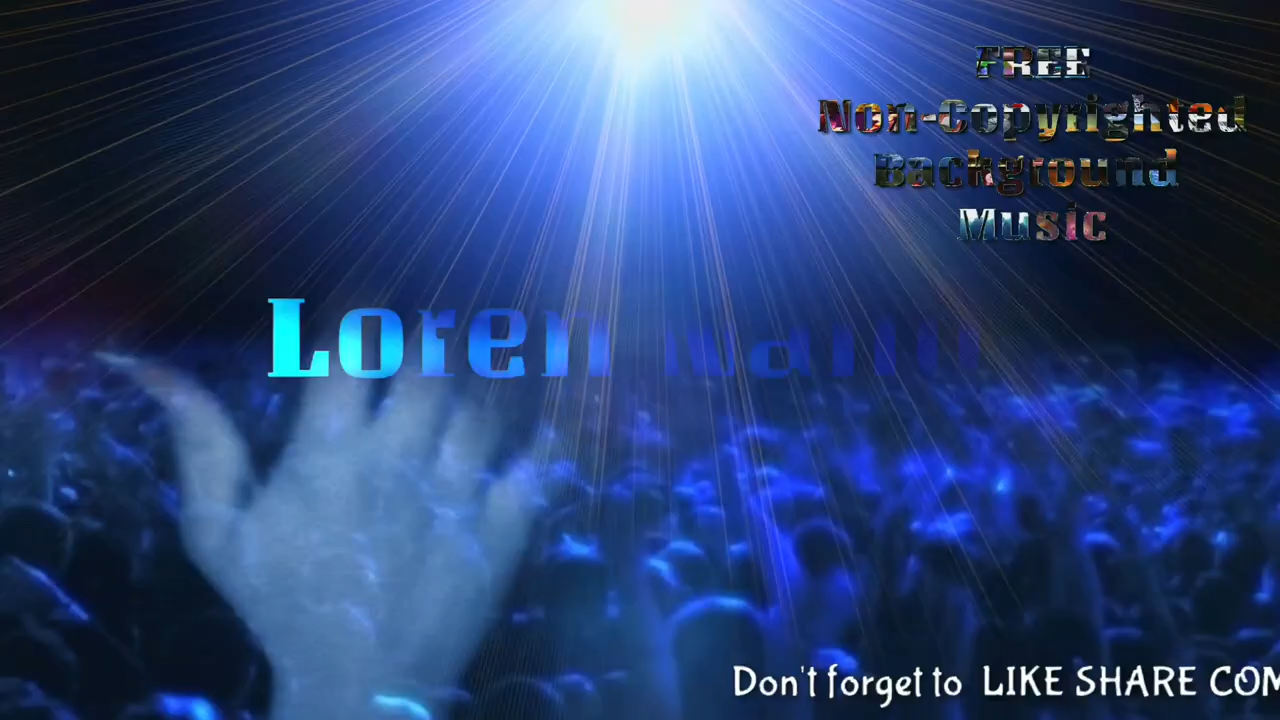 FREE
Non-Copyrighted
Background
Music
Loren
Don't forget to LIKE SHARE COM